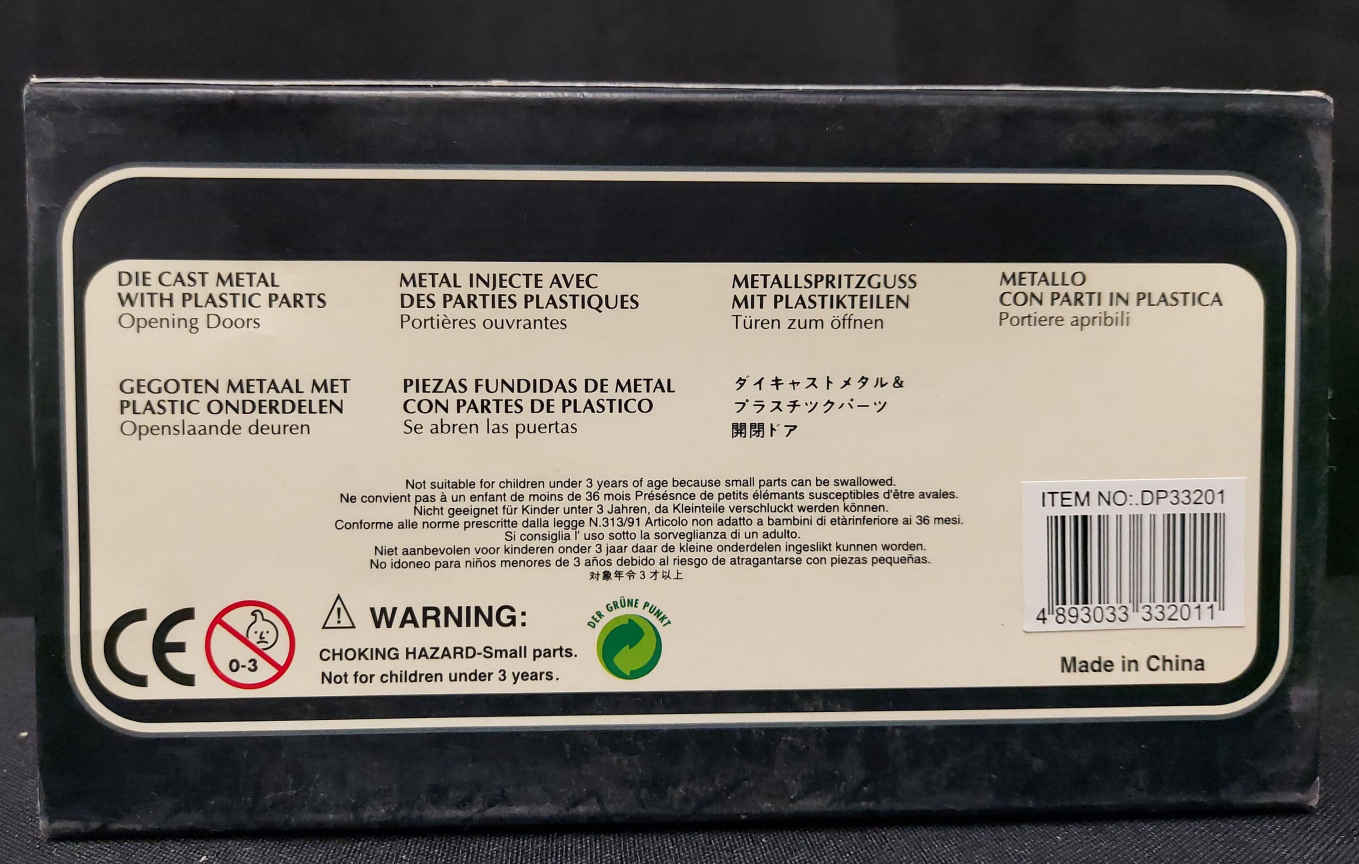 DIE CAST METAL
WITH PLASTIC PARTS
Opening Doors
METAL INJECTE AVEC
DES PARTIES PLASTIQUES
Portières ouvrantes
METALLSPRITZGUSS
MIT PLASTIKTEILEN
Türen zum öffnen
METALLO
CON PARTI IN PLASTICA
Portiere apribili
GEGOTEN METAAL MET
PLASTIC ONDERDELEN
Openslaande deuren
PIEZAS FUNDIDAS DE METAL
CON PARTES DE PLASTICO
Se abren las puertas
ダイキャストメタル&
プラスチックパーツ
開閉ドア
Not suitable for children under 3 years of age because small parts can be swallowed.
Ne convient pas à un enfant de moins de 36 mois Présésnce de petits élémants susceptibles d'être avales.
Nicht geeignet für Kinder unter 3 Jahren, da Kleinteile verschluckt werden können.
Conforme alle norme prescritte dalla legge N.313/91 Articolo non adatto a bambini di etàrinferiore ai 36 mesi.
Si consiglia l' uso sotto la sorveglianza di un adulto.
Niet aanbevolen voor kinderen onder 3 jaar daar de kleine onderdelen ingeslikt kunnen worden.
No idoneo para niños menores de 3 años debido al riesgo de atragantarse con piezas pequeñas.
対象年令3才以上
ITEM NO:.DP33201
4 893033 332011
CE
0-3
WARNING:
CHOKING HAZARD-Small parts.
Not for children under 3 years.
DER GRÜNE PUNKT
Made in China